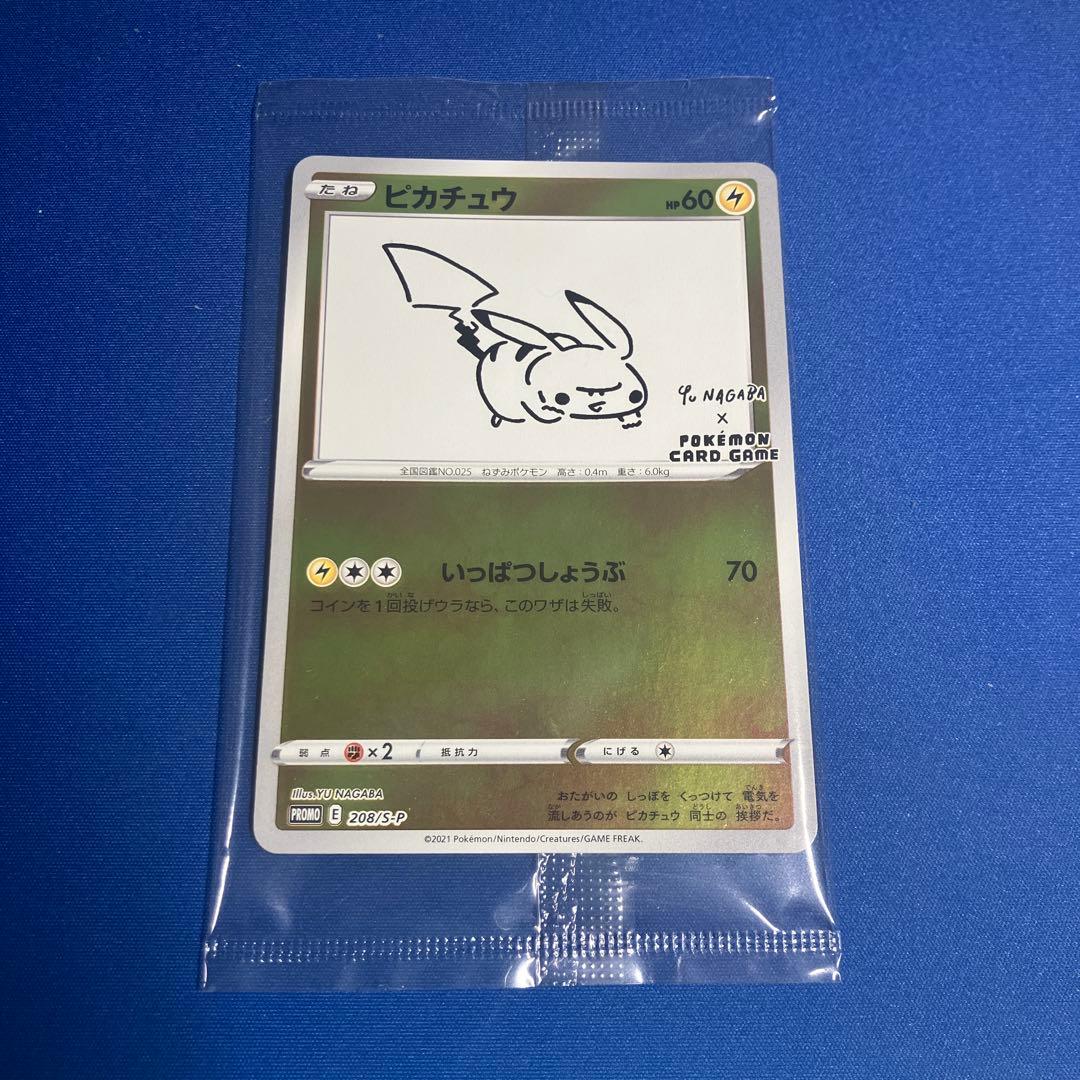 たね ピカチュウ HP60
Yu NAGABA
×
POKÉMON
CARD GAME
全国図鑑NO.025 ねずみポケモン 高さ：0.4m 重さ：6.0kg
いっぱつしょうぶ 70
コインを1回投げウラなら、このワザは失敗。
弱点 ×2 抵抗力 にげる
Illus.YU NAGABA
おたがいの しっぽを くっつけて 電気を
流しあうのが ピカチュウ 同士の 挨拶だ。
PROMO E 208/S-P
©2021 Pokémon/Nintendo/Creatures/GAME FREAK.